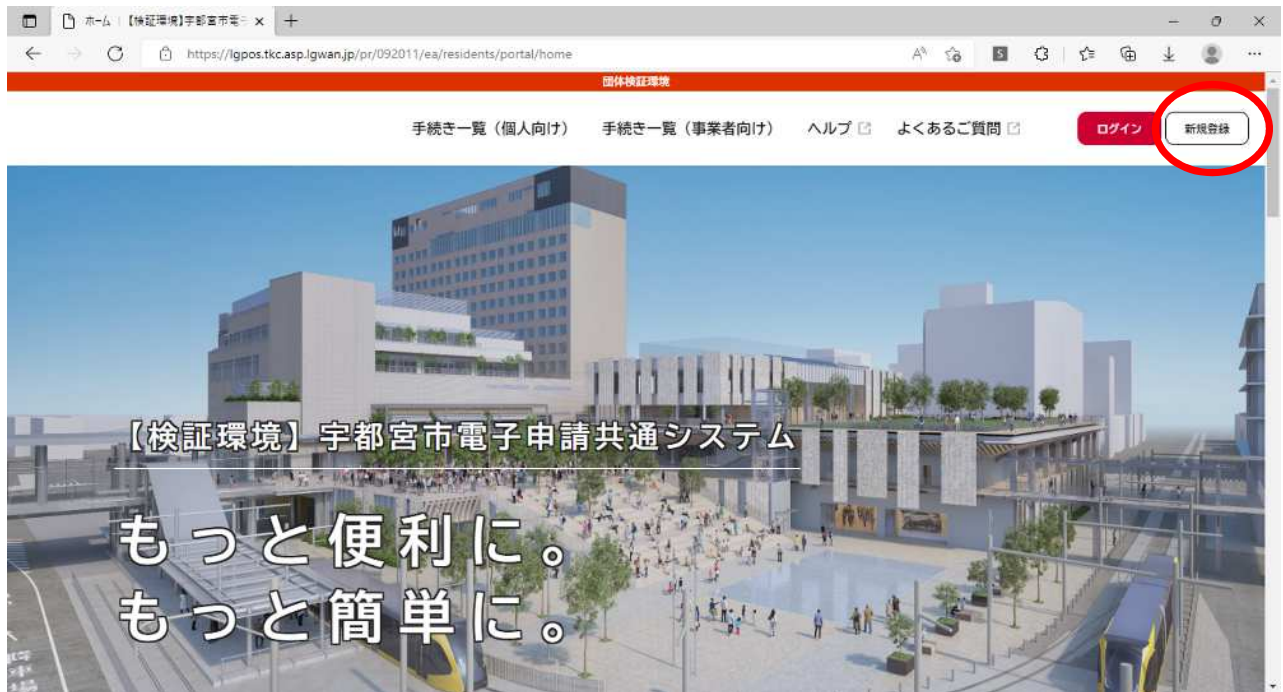 ホーム | 【検証環境】宇都宮市電子
https://lgpos.tkc.asp.lgwan.jp/pr/092011/ea/residents/portal/home
団体検証環境
手続き一覧（個人向け） 手続き一覧（事業者向け） ヘルプ よくあるご質問 ログイン 新規登録
【検証環境】宇都宮市電子申請共通システム
もっと便利に。
もっと簡単に。